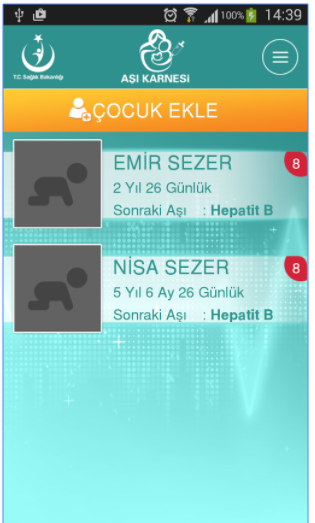 100% 14:39
T.C. Sağlık Bakanlığı
AŞI KARNESİ
ÇOCUK EKLE
EMİR SEZER
8
2 Yıl 26 Günlük
Sonraki Aşı : Hepatit B
NİSA SEZER
8
5 Yıl 6 Ay 26 Günlük
Sonraki Aşı : Hepatit B